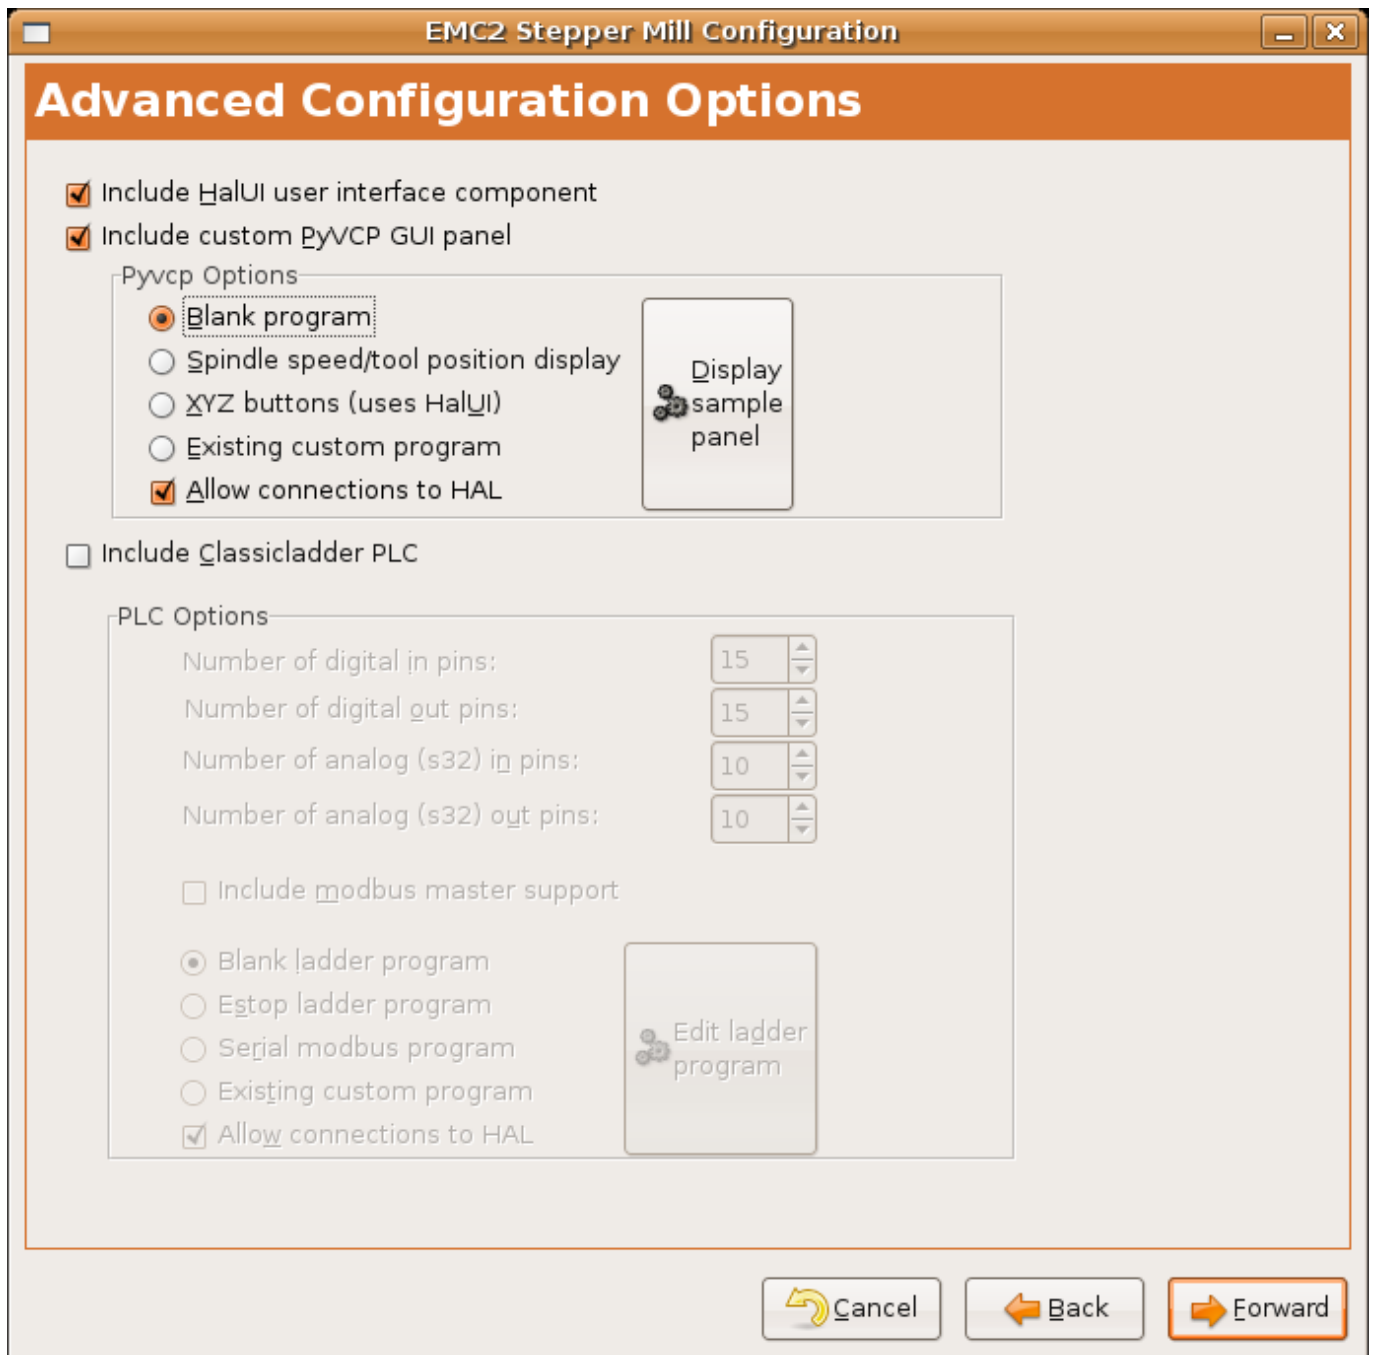 EMC2 Stepper Mill Configuration
Advanced Configuration Options
Include HalUI user interface component
Include custom PyVCP GUI panel
Pyvcp Options
Blank program
Spindle speed/tool position display
XYZ buttons (uses HalUI)
Existing custom program
Allow connections to HAL
Display
sample
panel
Include Classicladder PLC
PLC Options
Number of digital in pins: 15
Number of digital out pins: 15
Number of analog (s32) in pins: 10
Number of analog (s32) out pins: 10
Include modbus master support
Blank ladder program
Estop ladder program
Serial modbus program
Existing custom program
Allow connections to HAL
Edit ladder
program
Cancel Back Forward